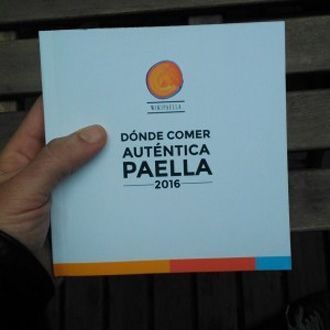 WIKIPAELLA
DÓNDE COMER
AUTÉNTICA
PAELLA
2016